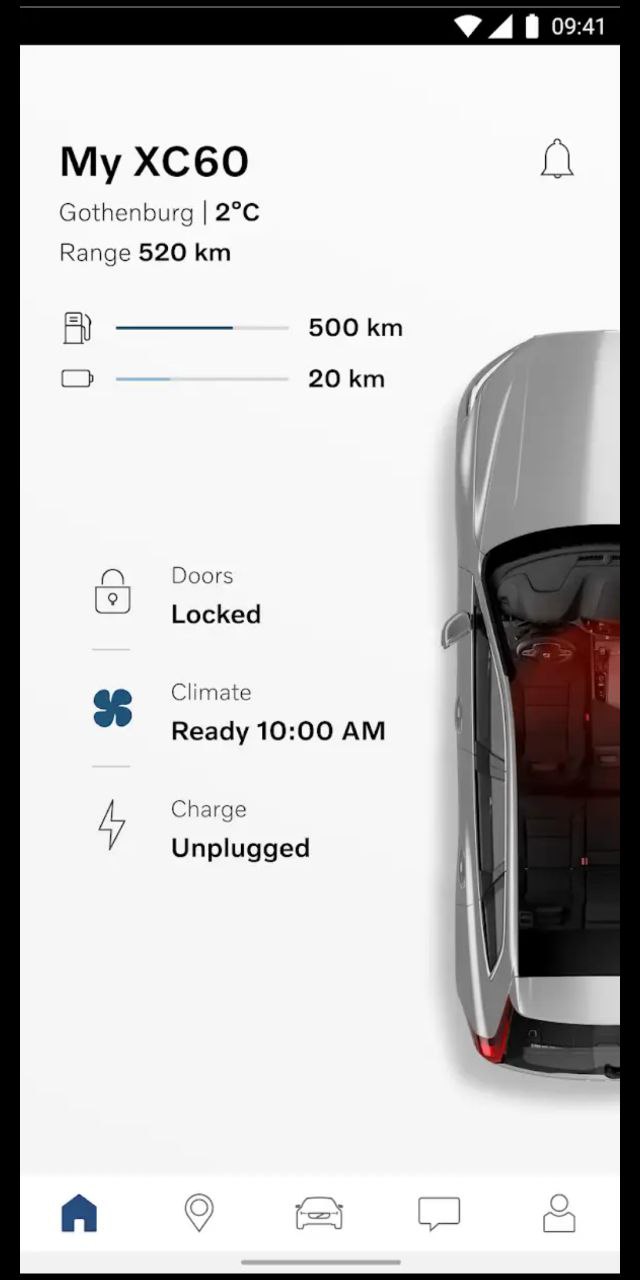 09:41
My XC60
Gothenburg | 2°C
Range 520 km
500 km
20 km
Doors
Locked
Climate
Ready 10:00 AM
Charge
Unplugged